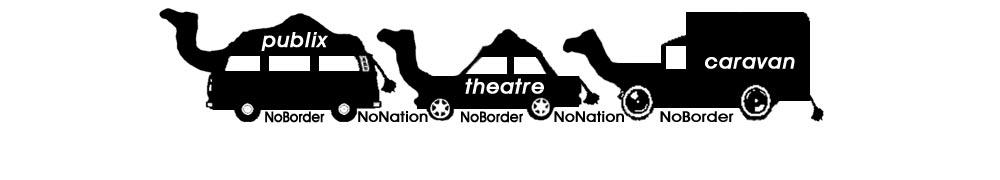 publix
theatre
caravan
NoBorder NoNation NoBorder NoNation NoBorder